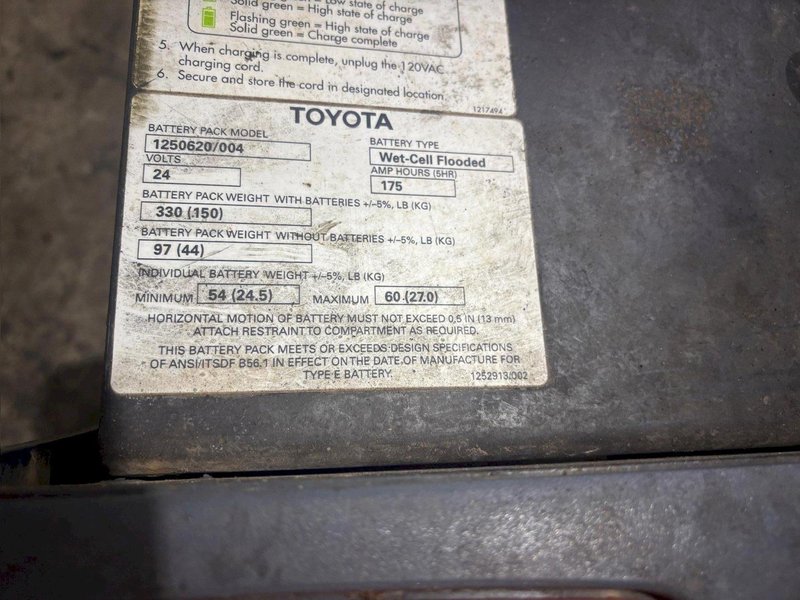 Low state of charge
Solid green = High state of charge
Flashing green = High state of charge
Solid green = Charge complete
5. When charging is complete, unplug the 120VAC
charging cord.
6. Secure and store the cord in designated location.
1217494
TOYOTA
BATTERY PACK MODEL
1250620/004
BATTERY TYPE
Wet-Cell Flooded
VOLTS
24
AMP HOURS (5HR)
175
BATTERY PACK WEIGHT WITH BATTERIES +/-5%, LB (KG)
330 (150)
BATTERY PACK WEIGHT WITHOUT BATTERIES +/-5%, LB (KG)
97 (44)
INDIVIDUAL BATTERY WEIGHT +/-5%, LB (KG)
MINIMUM 54 (24.5) MAXIMUM 60 (27.0)
HORIZONTAL MOTION OF BATTERY MUST NOT EXCEED 0.5 IN (13 mm)
ATTACH RESTRAINT TO COMPARTMENT AS REQUIRED.
THIS BATTERY PACK MEETS OR EXCEEDS DESIGN SPECIFICATIONS
OF ANSI/ITSDF B56.1 IN EFFECT ON THE DATE OF MANUFACTURE FOR
TYPE E BATTERY.
1252913/002